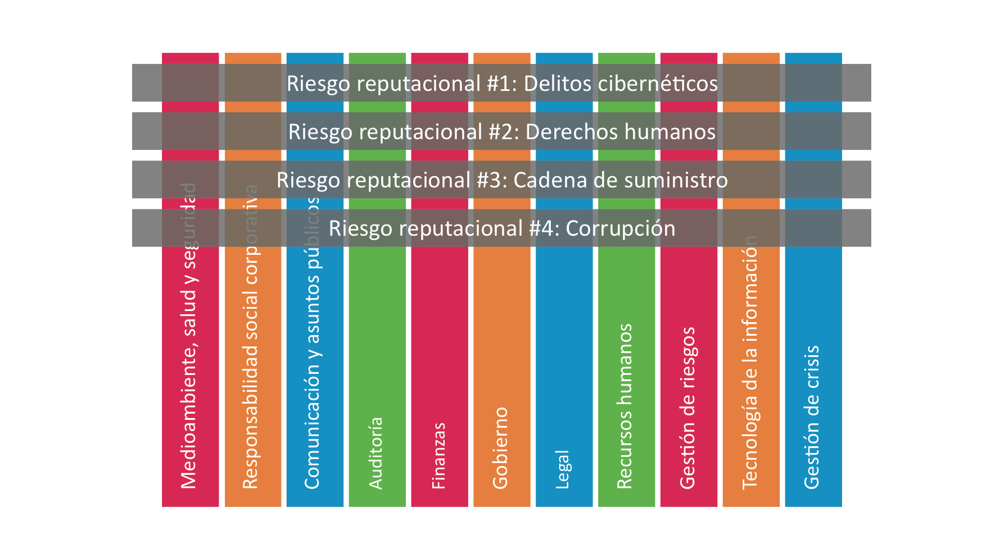 Riesgo reputacional #1: Delitos cibernéticos
Riesgo reputacional #2: Derechos humanos
Riesgo reputacional #3: Cadena de suministro
Riesgo reputacional #4: Corrupción
Medioambiente, salud y seguridad
Responsabilidad social corporativa
Comunicación y asuntos públicos
Auditoría
Finanzas
Gobierno
Legal
Recursos humanos
Gestión de riesgos
Tecnología de la información
Gestión de crisis